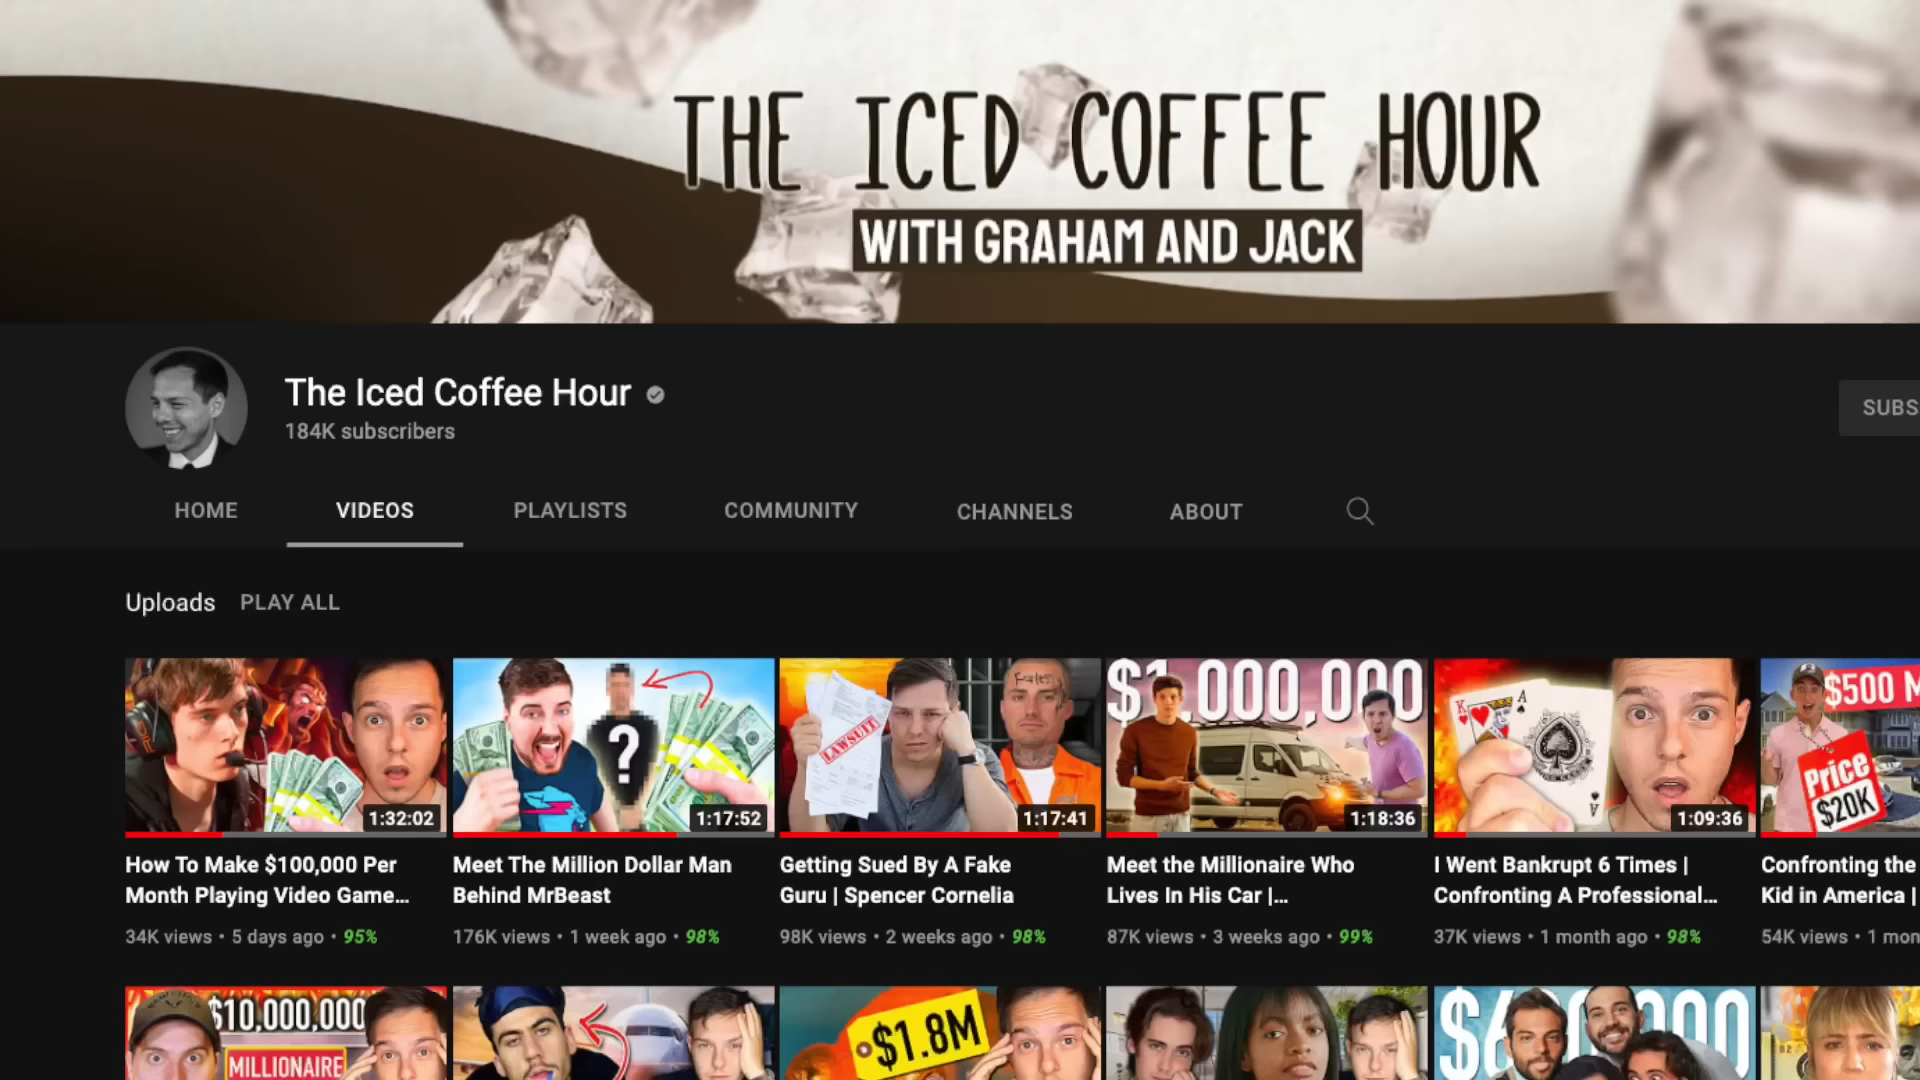 THE ICED COFFEE HOUR
WITH GRAHAM AND JACK
The Iced Coffee Hour
184K subscribers
SUBS
HOME VIDEOS PLAYLISTS COMMUNITY CHANNELS ABOUT
Uploads PLAY ALL
LAWSUIT
$1,000,000
K
A
A
$500 M
Price
$20K
?
1:32:02
1:17:52
1:17:41
1:18:36
1:09:36
How To Make $100,000 Per
Month Playing Video Game...
34K views • 5 days ago • 95%
Meet The Million Dollar Man
Behind MrBeast
176K views • 1 week ago • 98%
Getting Sued By A Fake
Guru | Spencer Cornelia
98K views • 2 weeks ago • 98%
Meet the Millionaire Who
Lives In His Car |...
87K views • 3 weeks ago • 99%
I Went Bankrupt 6 Times |
Confronting A Professional...
37K views • 1 month ago • 98%
Confronting the
Kid in America |
54K views • 1 mon
$10,000,000
MILLIONAIRE
$1.8M